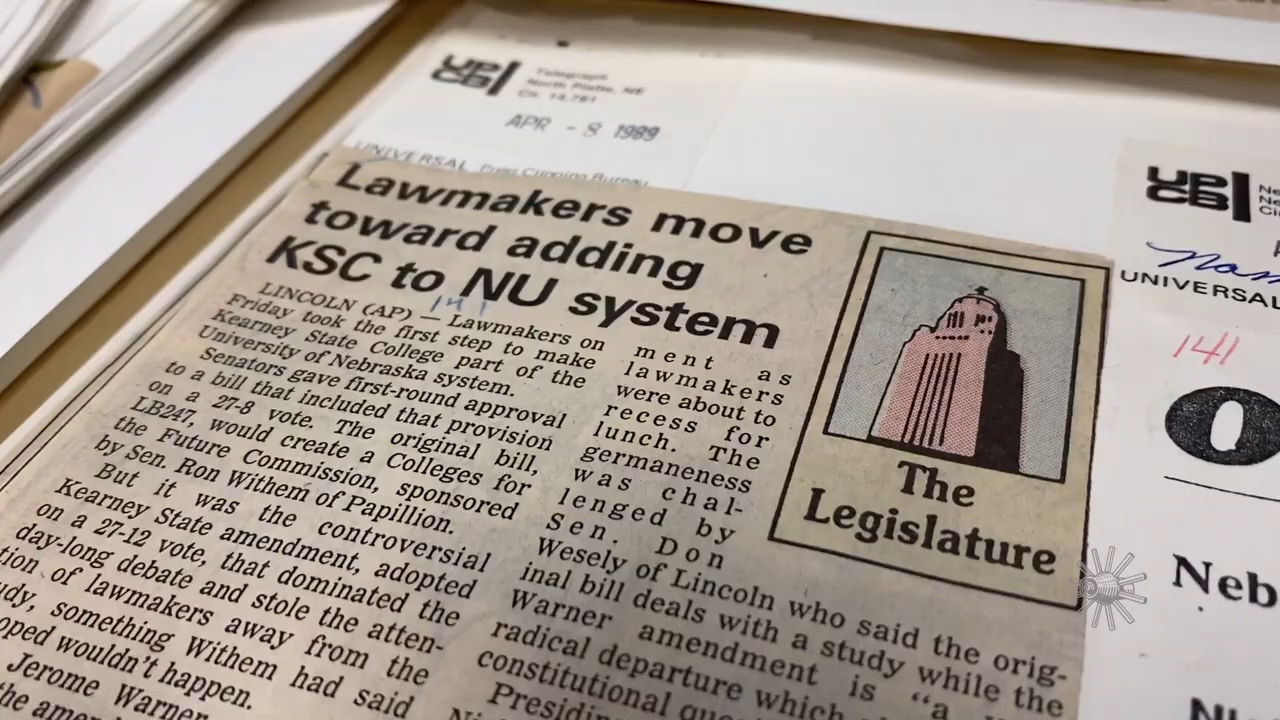 UPCB
Telegraph
North Platte, NE
Cir. 14,761
APR - 8 1989
UNIVERSAL Press Clipping Bureau
Lawmakers move
toward adding
KSC to NU system
141
LINCOLN (AP) — Lawmakers on
Friday took the first step to make
Kearney State College part of the
University of Nebraska system.
Senators gave first-round approval
to a bill that included that provision
on a 27-8 vote. The original bill,
LB247, would create a Colleges for
the Future Commission, sponsored
by Sen. Ron Withem of Papillion.
But it was the controversial
Kearney State amendment, adopted
on a 27-12 vote, that dominated the
day-long debate and stole the atten-
tion of lawmakers away from the
something Withem had said
wouldn't happen.
Jerome Warner
the
ment as
lawmakers
were about to
recess for
lunch. The
germaneness
was chal-
lenged by
Sen. Don
Wesely of Lincoln who said the orig-
inal bill deals with a study while the
Warner amendment is "a
radical departure which
constitutional
The
Legislature
UPCB
UNIVERSAL
141
O
Neb